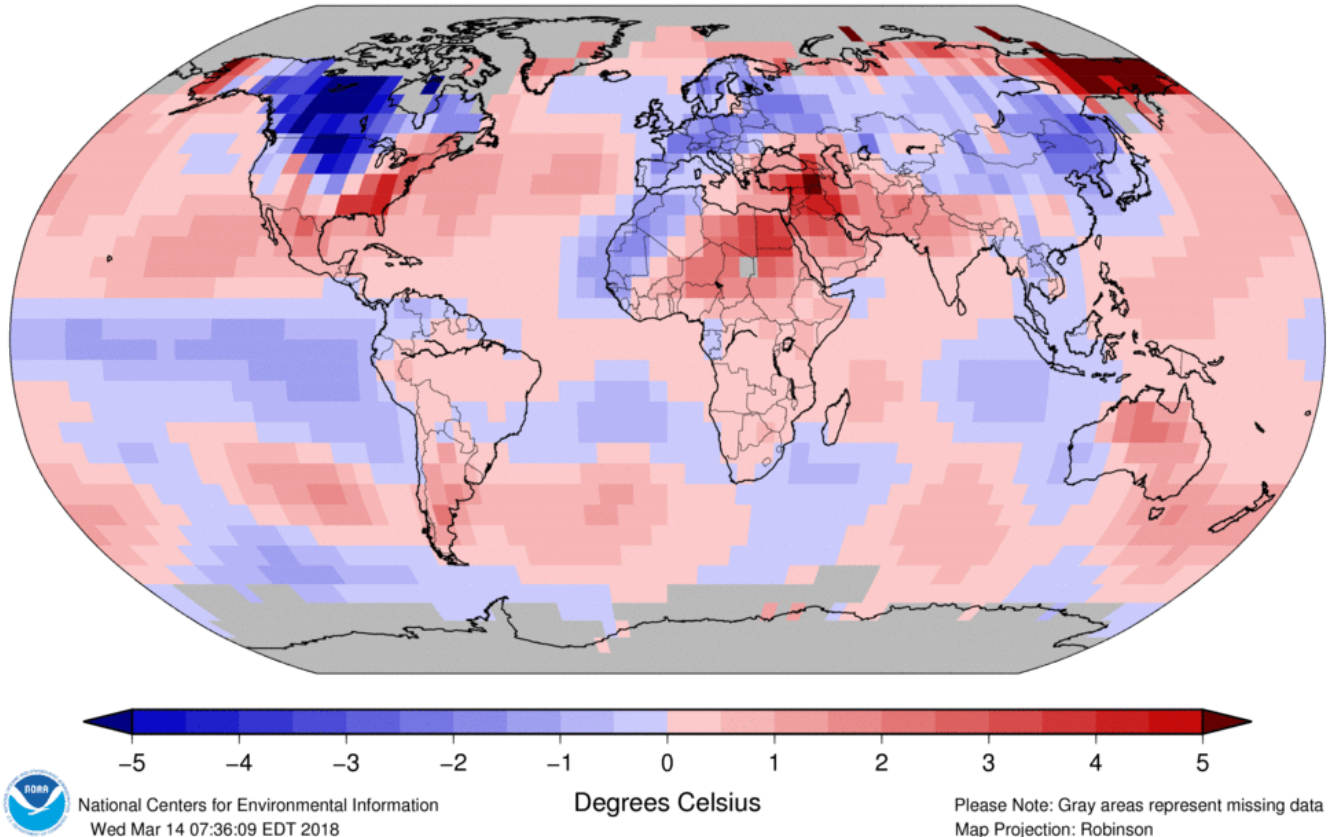 −5 −4 −3 −2 −1 0 1 2 3 4 5
Degrees Celsius
NOAA
National Centers for Environmental Information
Wed Mar 14 07:36:09 EDT 2018
Please Note: Gray areas represent missing data
Map Projection: Robinson